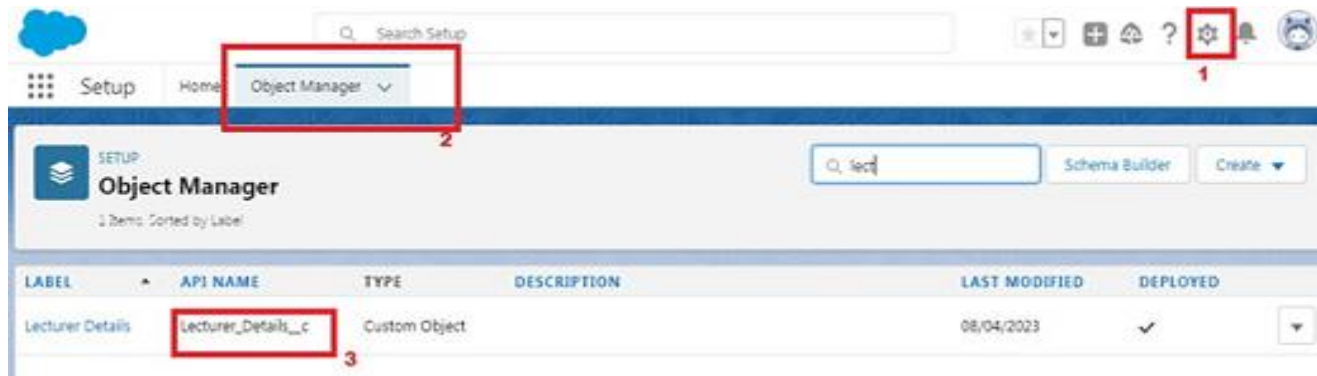 Search Setup
1
Setup Home Object Manager
2
SETUP
Object Manager
Items Sorted by Label
lect
Schema Builder
Create
LABEL API NAME TYPE DESCRIPTION LAST MODIFIED DEPLOYED
Lecturer Details Lecturer_Details__c Custom Object 08/04/2023
3